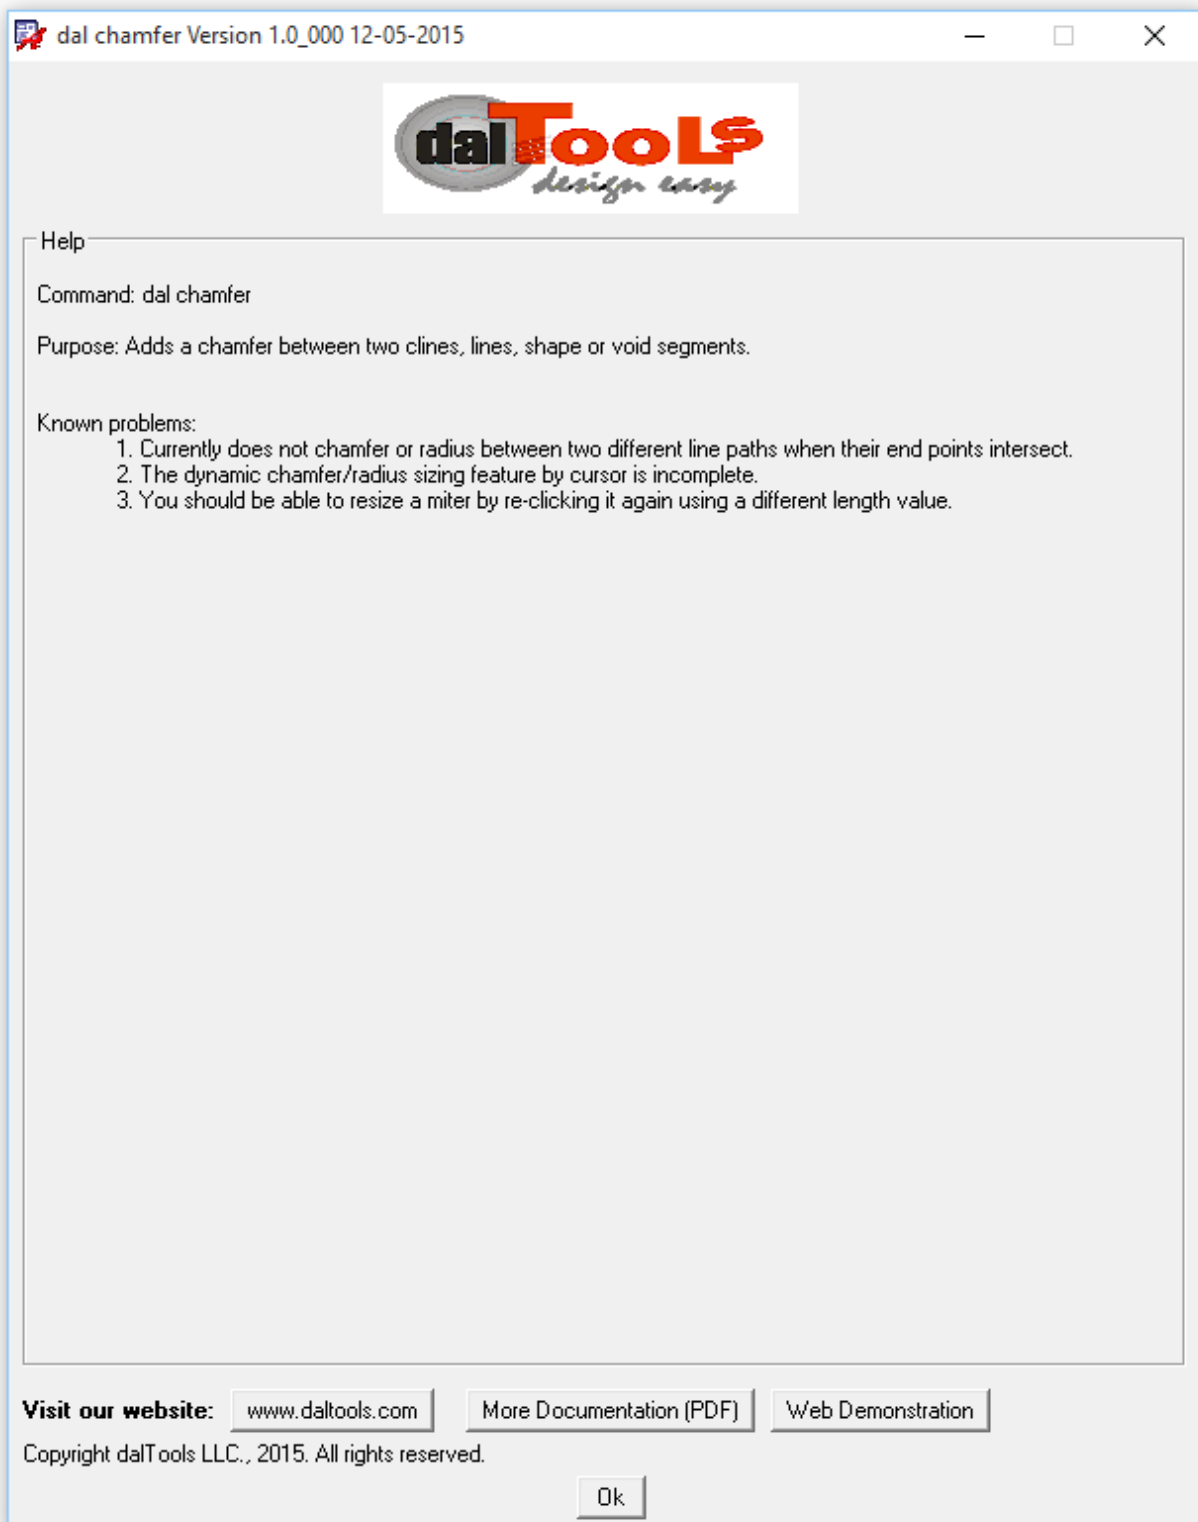 dal chamfer Version 1.0_000 12-05-2015
dalTooLs
design easy
Help
Command: dal chamfer
Purpose: Adds a chamfer between two clines, lines, shape or void segments.
Known problems:
1. Currently does not chamfer or radius between two different line paths when their end points intersect.
2. The dynamic chamfer/radius sizing feature by cursor is incomplete.
3. You should be able to resize a miter by re-clicking it again using a different length value.
Visit our website: www.daltools.com More Documentation (PDF) Web Demonstration
Copyright dalTools LLC., 2015. All rights reserved.
Ok